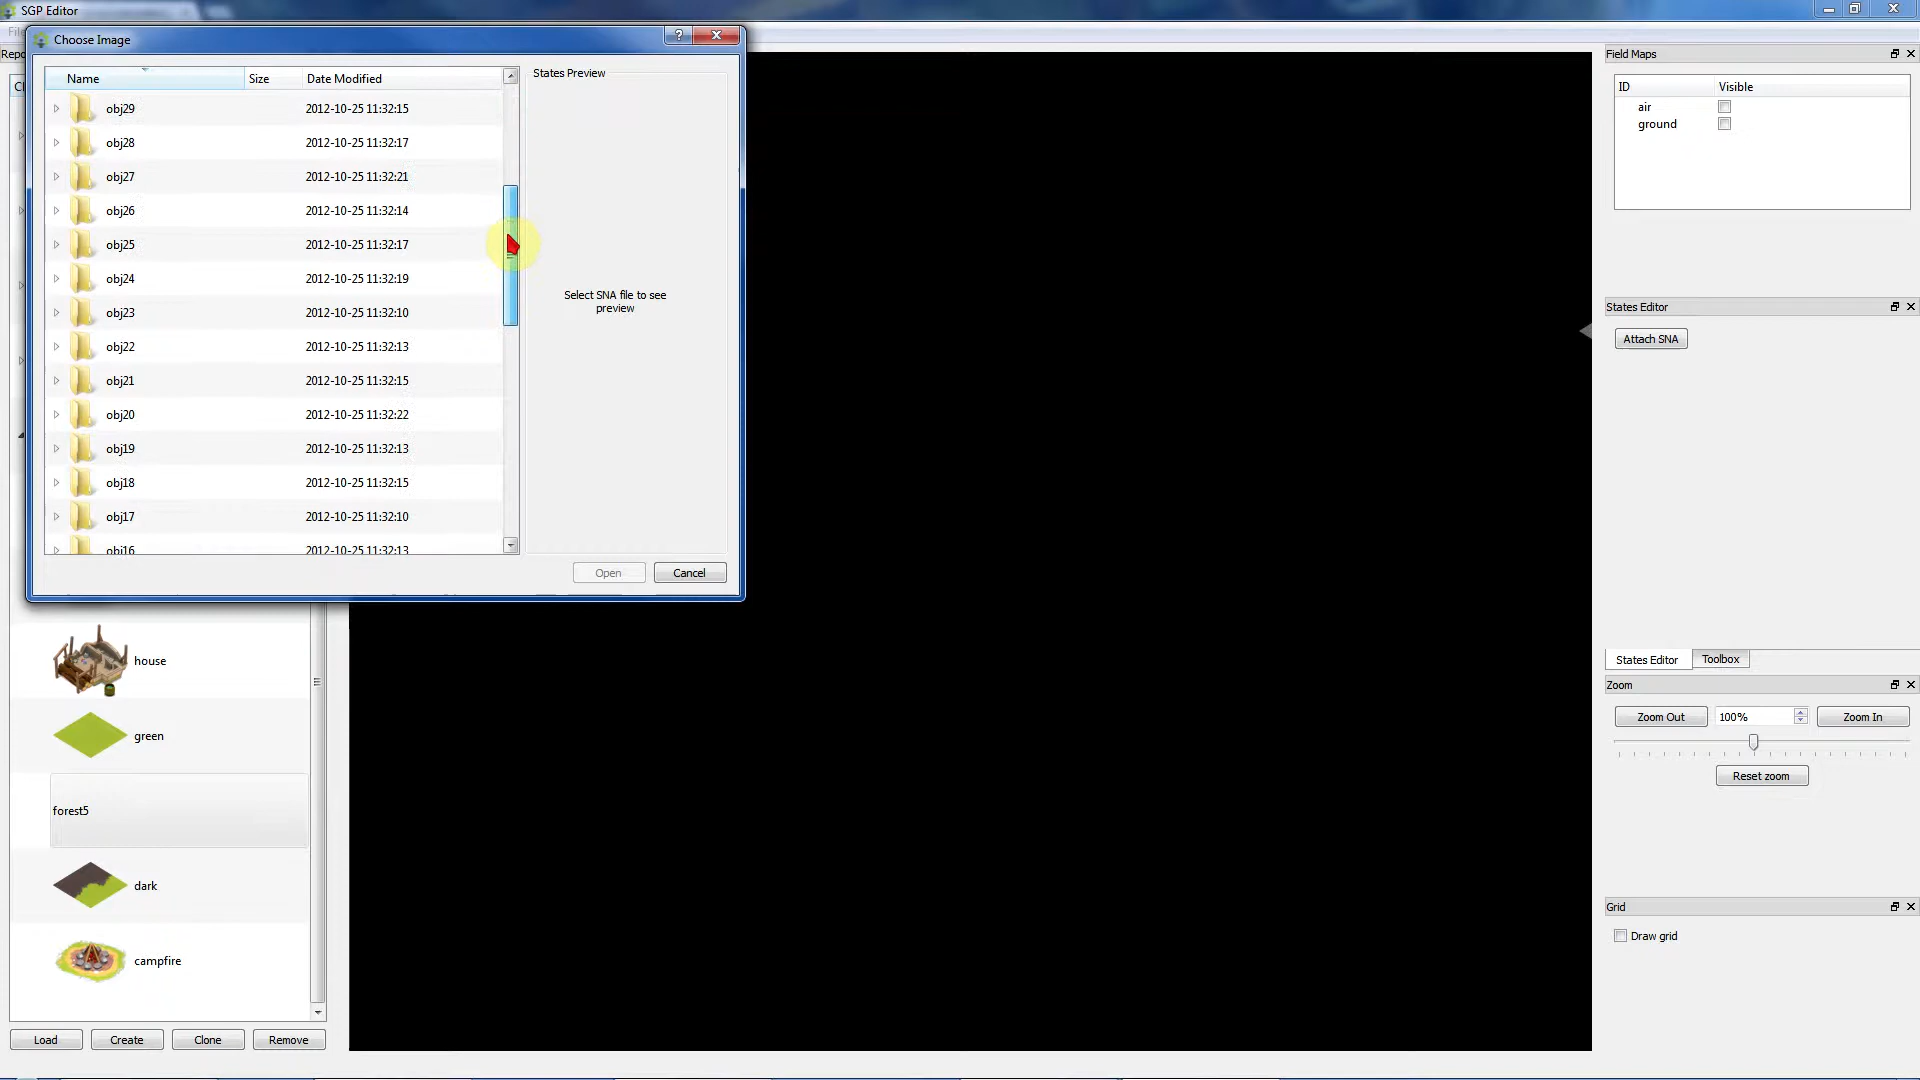 SGP Editor
Choose Image
?
Name Size Date Modified
obj29 2012-10-25 11:32:15
obj28 2012-10-25 11:32:17
obj27 2012-10-25 11:32:21
obj26 2012-10-25 11:32:14
obj25 2012-10-25 11:32:17
obj24 2012-10-25 11:32:19
obj23 2012-10-25 11:32:10
obj22 2012-10-25 11:32:13
obj21 2012-10-25 11:32:15
obj20 2012-10-25 11:32:22
obj19 2012-10-25 11:32:13
obj18 2012-10-25 11:32:15
obj17 2012-10-25 11:32:10
obj16 2012-10-25 11:32:13
States Preview
Select SNA file to see
preview
Open Cancel
house
green
forest5
dark
campfire
Load Create Clone Remove
Field Maps
ID Visible
air
ground
States Editor
Attach SNA
States Editor Toolbox
Zoom
Zoom Out 100% Zoom In
Reset zoom
Grid
Draw grid